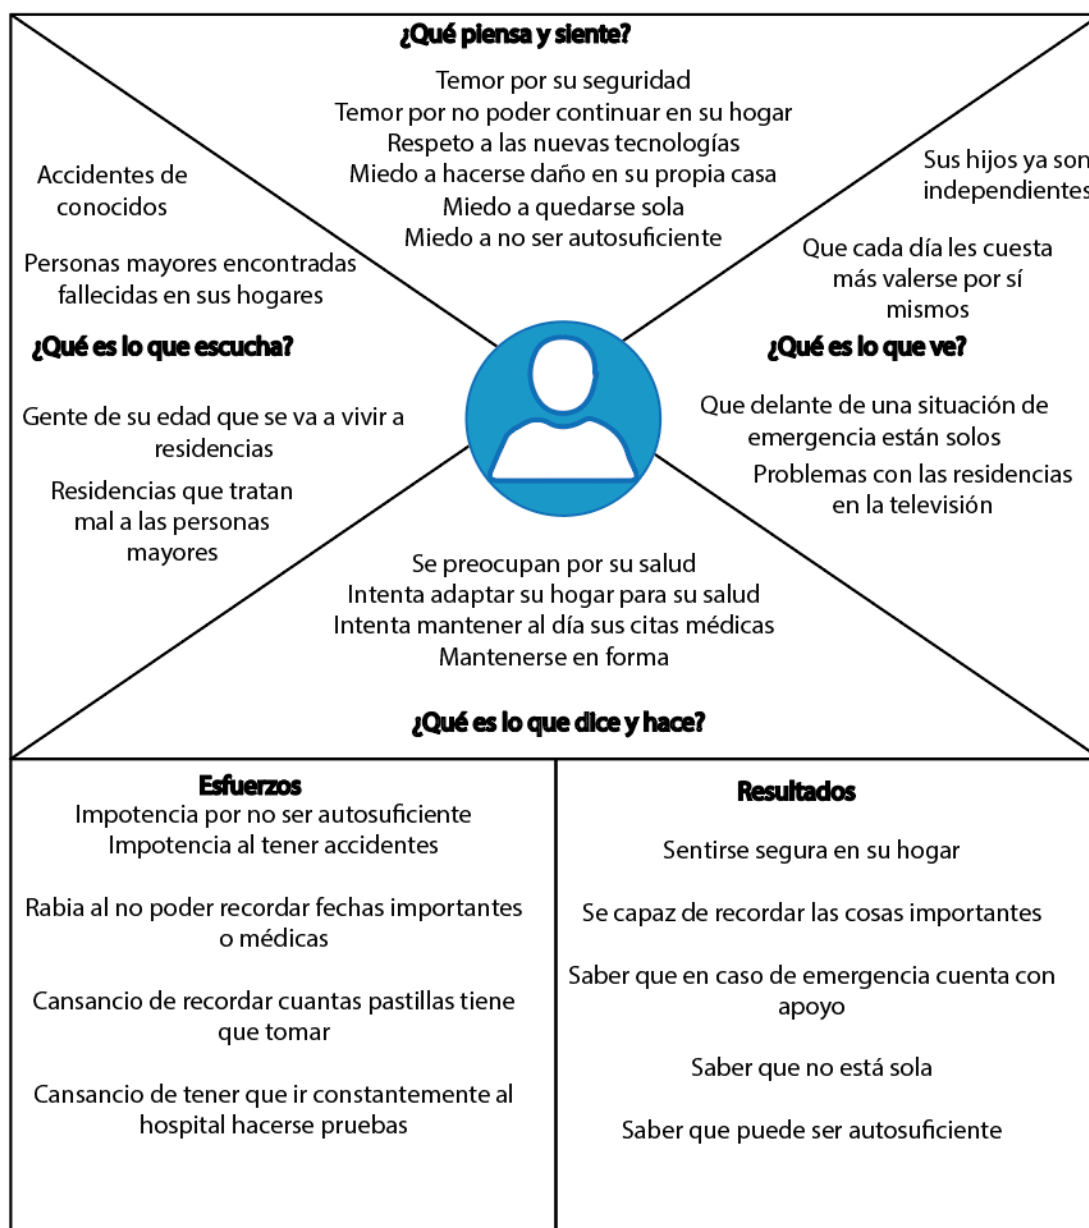 ¿Qué piensa y siente?
Temor por su seguridad
Temor por no poder continuar en su hogar
Respeto a las nuevas tecnologías
Miedo a hacerse daño en su propia casa
Miedo a quedarse sola
Miedo a no ser autosuficiente
Accidentes de
conocidos
Personas mayores encontradas
fallecidas en sus hogares
¿Qué es lo que escucha?
Gente de su edad que se va a vivir a
residencias
Residencias que tratan
mal a las personas
mayores
Sus hijos ya son
independientes
Que cada día les cuesta
más valerse por sí
mismos
¿Qué es lo que ve?
Que delante de una situación de
emergencia están solos
Problemas con las residencias
en la televisión
Se preocupan por su salud
Intenta adaptar su hogar para su salud
Intenta mantener al día sus citas médicas
Mantenerse en forma
¿Qué es lo que dice y hace?
Esfuerzos
Impotencia por no ser autosuficiente
Impotencia al tener accidentes
Rabia al no poder recordar fechas importantes
o médicas
Cansancio de recordar cuantas pastillas tiene
que tomar
Cansancio de tener que ir constantemente al
hospital hacerse pruebas
Resultados
Sentirse segura en su hogar
Se capaz de recordar las cosas importantes
Saber que en caso de emergencia cuenta con
apoyo
Saber que no está sola
Saber que puede ser autosuficiente